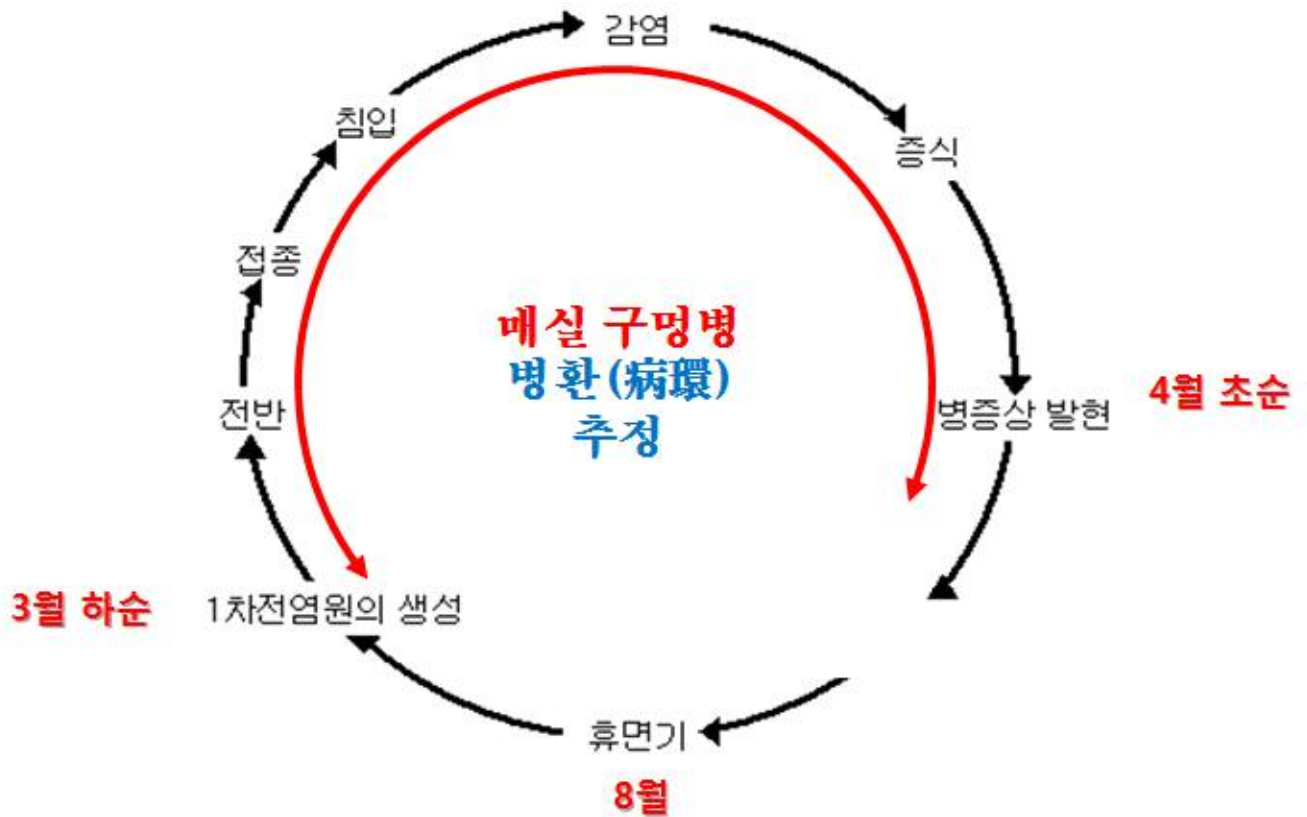 감염
침입
증식
접종
매실 구멍병
병환(病環)
추정
전반
병증상 발현
4월 초순
3월 하순
1차전염원의 생성
휴면기
8월